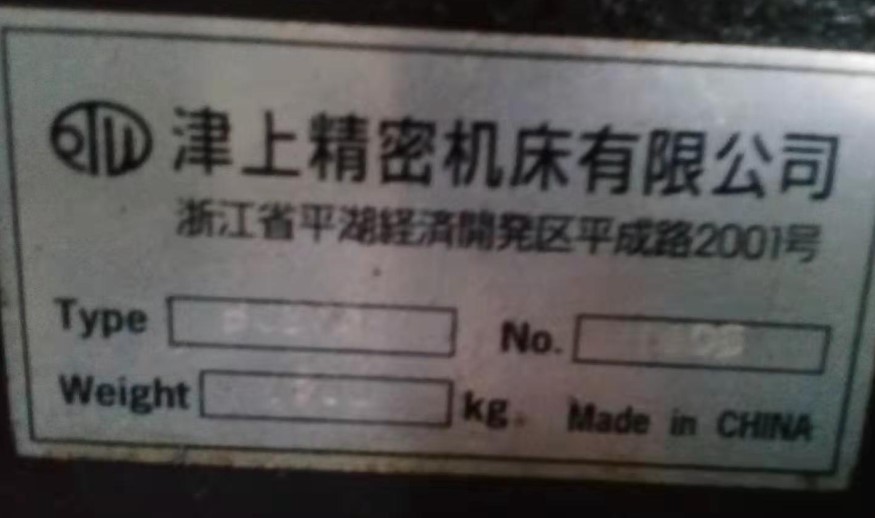 津上精密机床有限公司
浙江省平湖経済開発区平成路2001号
Type No.
Weight kg. Made in CHINA